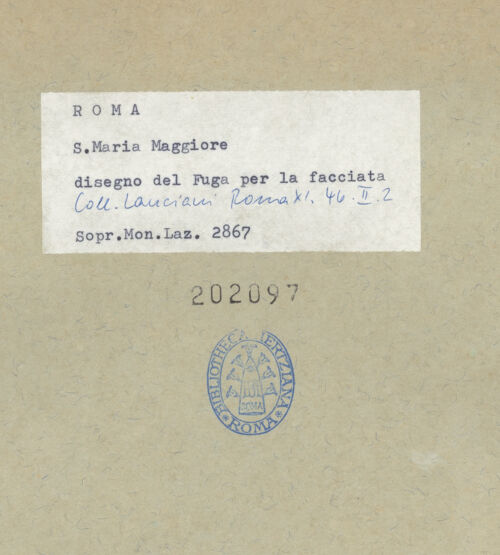 ROMA
S.Maria Maggiore
disegno del Fuga per la facciata
Coll. Lanciani Roma XI. 46. II. 2
Sopr.Mon.Laz. 2867
202097
BIBLIOTHECA HERTZIANA
ROMA
ROMA